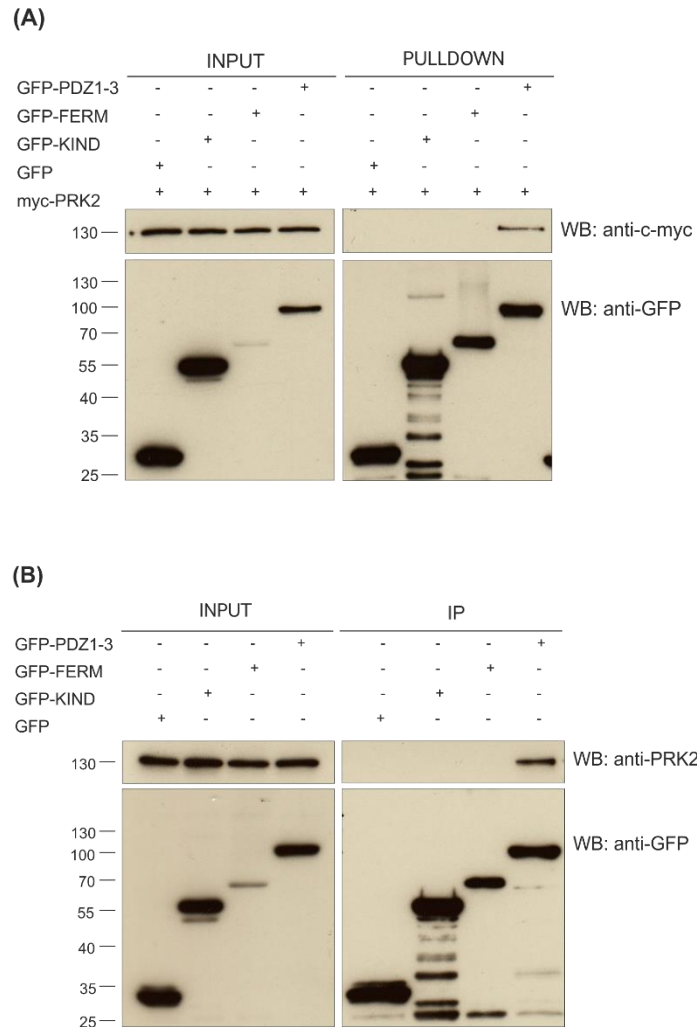 (A)
INPUT PULLDOWN
GFP-PDZ1-3 - - - + - - - +
GFP-FERM - - + - - - + -
GFP-KIND - + - - - + - -
GFP + - - - + - - -
myc-PRK2 + + + + + + + +
130 WB: anti-c-myc
130
100 WB: anti-GFP
70
55
40
35
25
(B)
INPUT IP
GFP-PDZ1-3 - - - + - - - +
GFP-FERM - - + - - - + -
GFP-KIND - + - - - + - -
GFP + - - - + - - -
130 WB: anti-PRK2
130
100 WB: anti-GFP
70
55
40
35
25